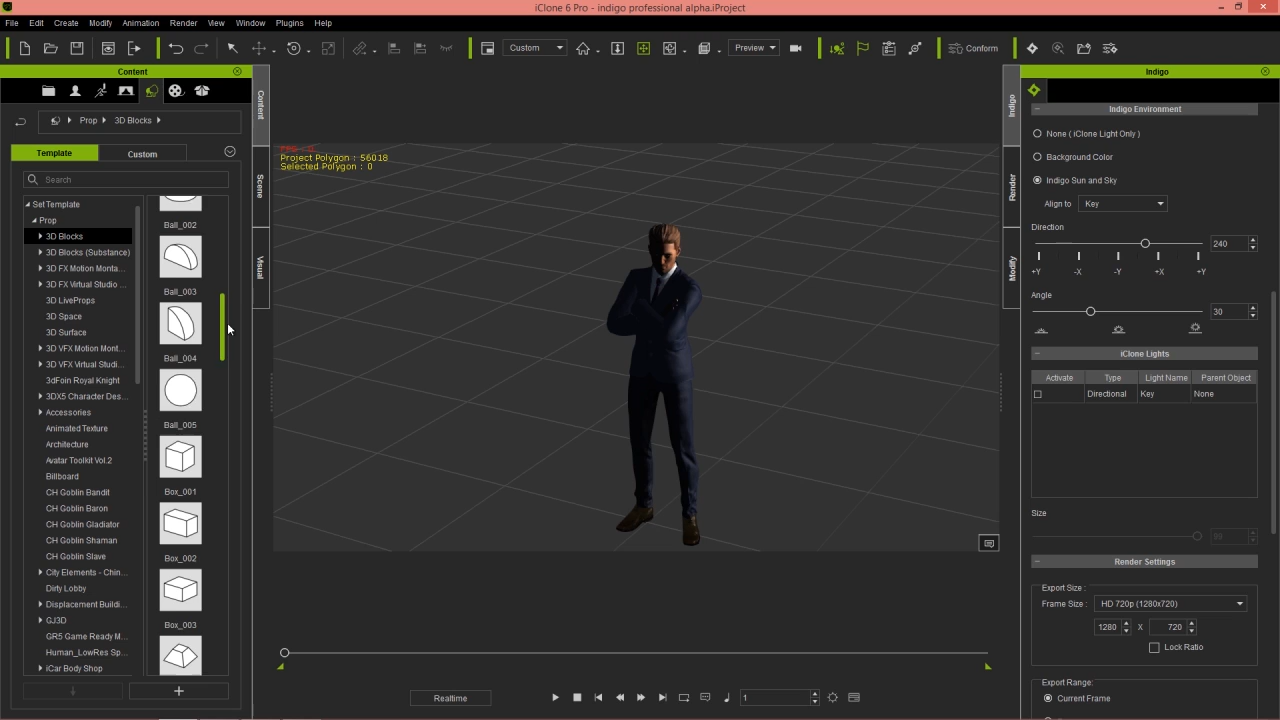 iClone 6 Pro - indigo professional alpha.iProject
File Edit Create Modify Animation Render View Window Plugins Help
Custom Preview Conform
Content
Prop 3D Blocks
Template Custom
Search
Set Template
Prop
3D Blocks
3D Blocks (Substance)
3D FX Motion Monta...
3D FX Virtual Studio ...
3D LiveProps
3D Space
3D Surface
3D VFX Motion Mont...
3D VFX Virtual Studi...
3dFoin Royal Knight
3DX5 Character Des...
Accessories
Animated Texture
Architecture
Avatar Toolkit Vol.2
Billboard
CH Goblin Bandit
CH Goblin Baron
CH Goblin Gladiator
CH Goblin Shaman
CH Goblin Slave
City Elements - Chin...
Dirty Lobby
Displacement Buildi...
GJ3D
GR5 Game Ready M...
Human_LowRes Sp...
iCar Body Shop
Ball_002
Ball_003
Ball_004
Ball_005
Box_001
Box_002
Box_003
Content
Scene
Visual
Project Polygon : 56018
Selected Polygon : 0
Realtime
1
Indigo
Render
Modify
Indigo
Indigo Environment
None ( iClone Light Only )
Background Color
Indigo Sun and Sky
Align to Key
Direction
240
+Y -X -Y +X +Y
Angle
30
iClone Lights
Activate Type Light Name Parent Object
Directional Key None
Size
Render Settings
Export Size :
Frame Size : HD 720p (1280x720)
1280 X 720
Lock Ratio
Export Range:
Current Frame